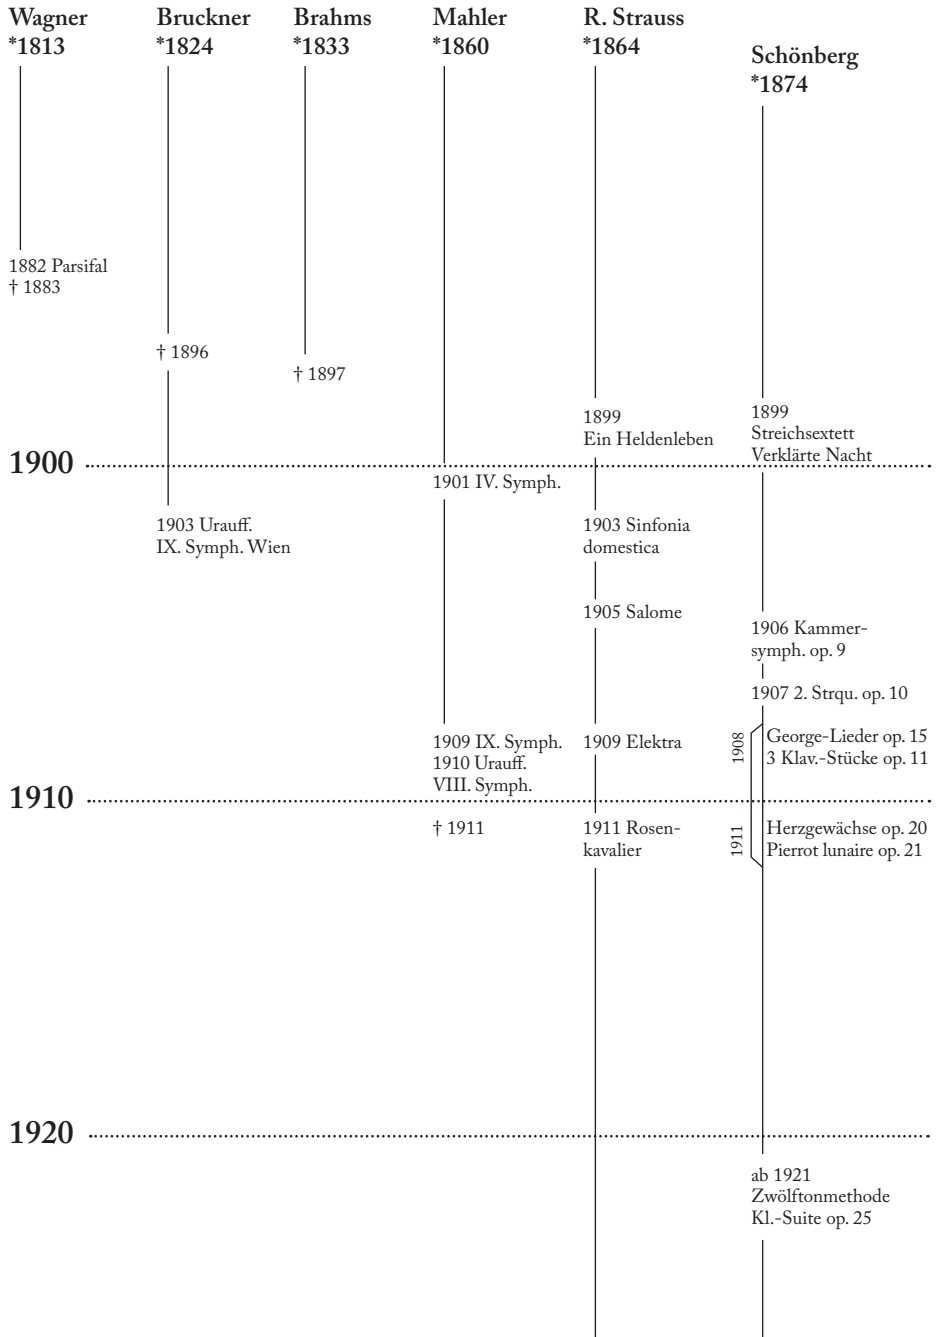 Wagner
*1813
Bruckner
*1824
Brahms
*1833
Mahler
*1860
R. Strauss
*1864
Schönberg
*1874
1882 Parsifal
† 1883
† 1896
† 1897
1899
Ein Heldenleben
1899
Streichsextett
Verklärte Nacht
1900
1901 IV. Symph.
1903 Urauff.
IX. Symph. Wien
1903 Sinfonia
domestica
1905 Salome
1906 Kammer-
symph. op. 9
1907 2. Strqu. op. 10
1909 IX. Symph.
1910 Urauff.
VIII. Symph.
1909 Elektra
1908
George-Lieder op. 15
3 Klav.-Stücke op. 11
1910
† 1911
1911 Rosen-
kavalier
1911
Herzgewächse op. 20
Pierrot lunaire op. 21
1920
ab 1921
Zwölftonmethode
Kl.-Suite op. 25